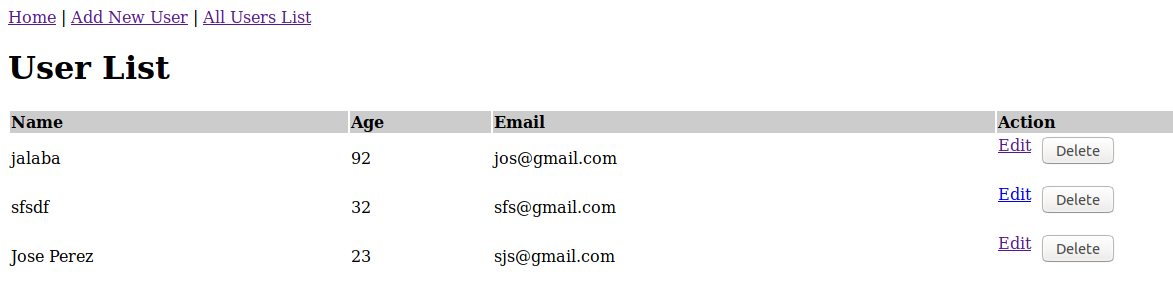 Home | Add New User | All Users List
User List
Name Age Email Action
jalaba 92 jos@gmail.com Edit Delete
sfsdf 32 sfs@gmail.com Edit Delete
Jose Perez 23 sjs@gmail.com Edit Delete